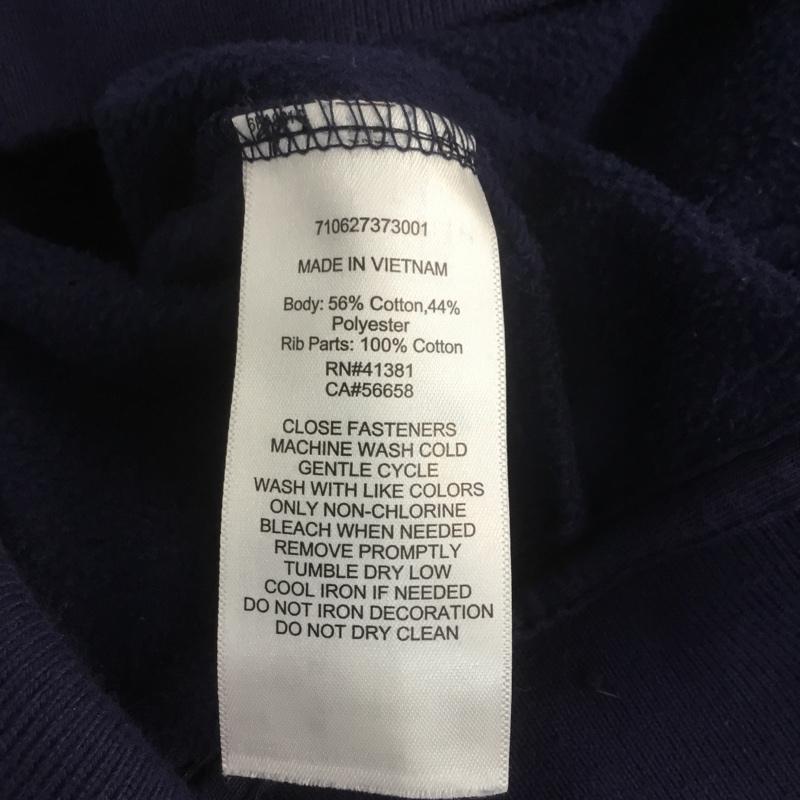 710627373001
MADE IN VIETNAM
Body: 56% Cotton,44%
Polyester
Rib Parts: 100% Cotton
RN#41381
CA#56658
CLOSE FASTENERS
MACHINE WASH COLD
GENTLE CYCLE
WASH WITH LIKE COLORS
ONLY NON-CHLORINE
BLEACH WHEN NEEDED
REMOVE PROMPTLY
TUMBLE DRY LOW
COOL IRON IF NEEDED
DO NOT IRON DECORATION
DO NOT DRY CLEAN